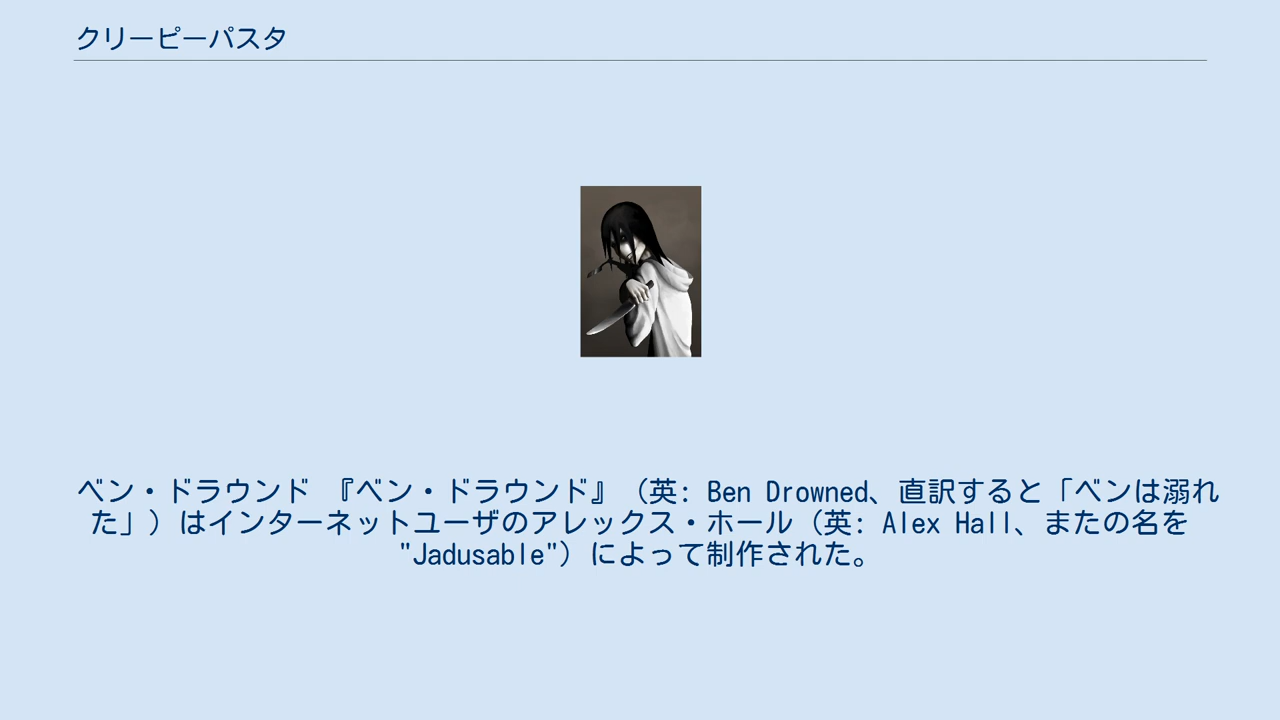 クリーピーパスタ
ベン・ドラウンド 『ベン・ドラウンド』（英: Ben Drowned、直訳すると「ベンは溺れ
た」）はインターネットユーザのアレックス・ホール（英: Alex Hall、またの名を
"Jadusable"）によって制作された。